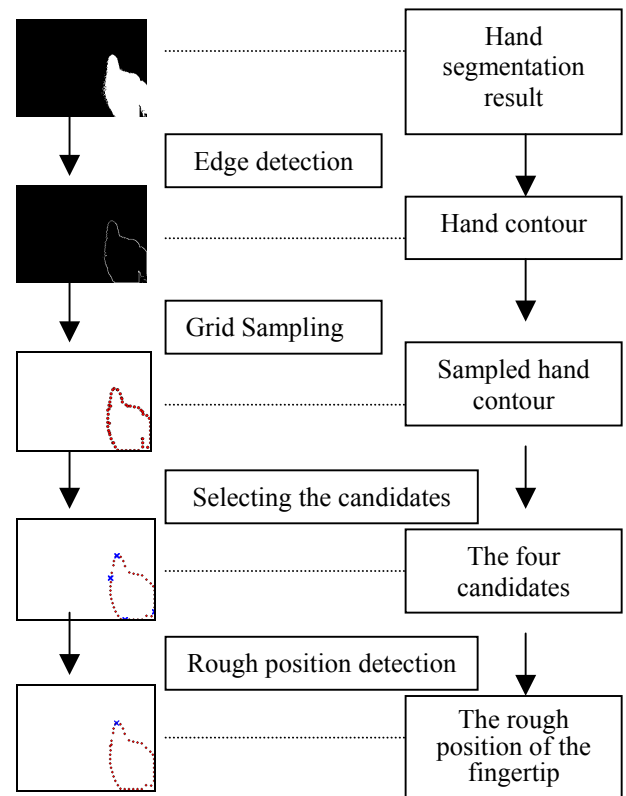 Hand
segmentation
result
Edge detection
Hand contour
Grid Sampling
Sampled hand
contour
Selecting the candidates
The four
candidates
Rough position detection
The rough
position of the
fingertip